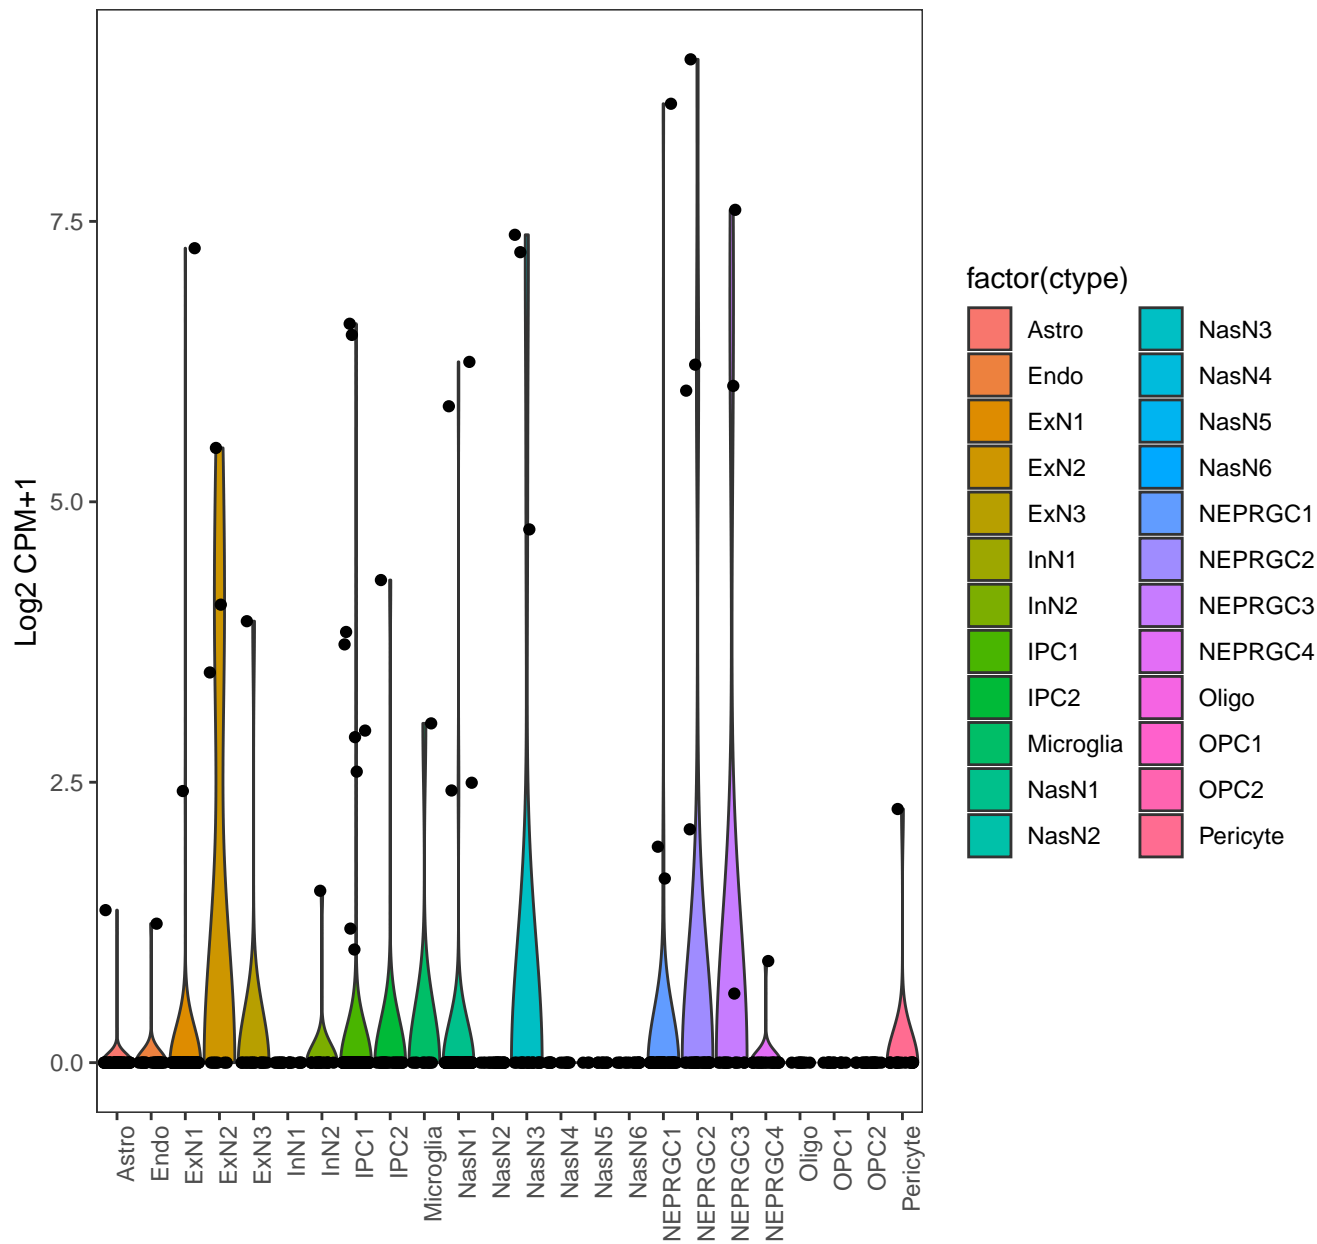 Log2 CPM+1
7.5
5.0
2.5
0.0
Astro
Endo
ExN1
ExN2
ExN3
InN1
InN2
IPC1
IPC2
Microglia
NasN1
NasN2
NasN3
NasN4
NasN5
NasN6
NEPRGC1
NEPRGC2
NEPRGC3
NEPRGC4
Oligo
OPC1
OPC2
Pericyte
factor(ctype)
Astro
Endo
ExN1
ExN2
ExN3
InN1
InN2
IPC1
IPC2
Microglia
NasN1
NasN2
NasN3
NasN4
NasN5
NasN6
NEPRGC1
NEPRGC2
NEPRGC3
NEPRGC4
Oligo
OPC1
OPC2
Pericyte